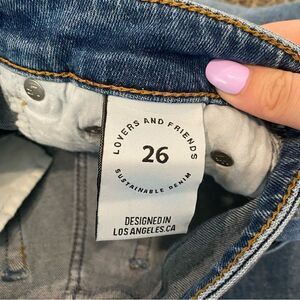 LOVERS AND FRIENDS
26
SUSTAINABLE DENIM
DESIGNED IN
LOS ANGELES.CA